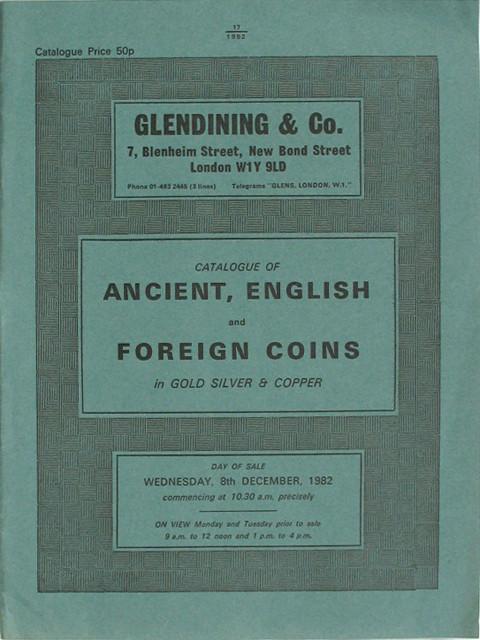 17
1982
Catalogue Price 50p
GLENDINING & Co.
7, Blenheim Street, New Bond Street
London W1Y 9LD
Phone 01-493 2445 (3 lines) Telegrams "GLENS, LONDON, W.1."
CATALOGUE OF
ANCIENT, ENGLISH
and
FOREIGN COINS
in GOLD SILVER & COPPER
DAY OF SALE
WEDNESDAY, 8th DECEMBER, 1982
commencing at 10.30 a.m. precisely
ON VIEW Monday and Tuesday prior to sale
9 a.m. to 12 noon and 1 p.m. to 4 p.m.